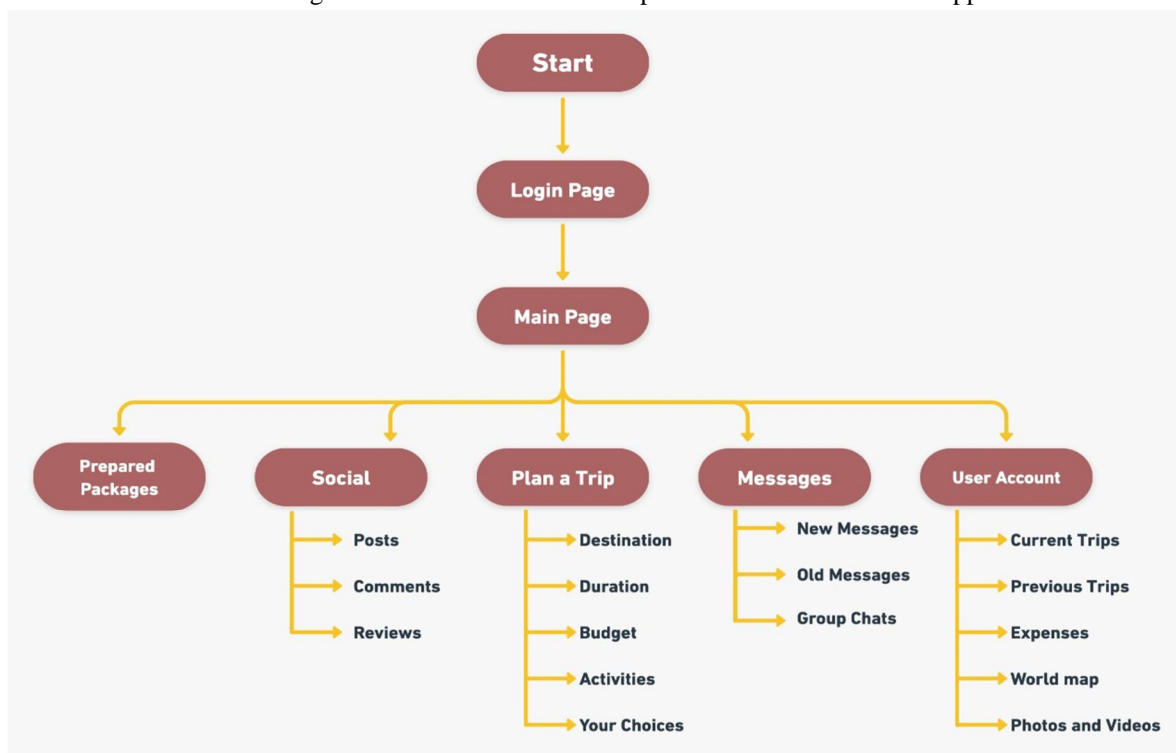 Start
Login Page
Main Page
Prepared
Packages
Social
Plan a Trip
Messages
User Account
Posts
Comments
Reviews
Destination
Duration
Budget
Activities
Your Choices
New Messages
Old Messages
Group Chats
Current Trips
Previous Trips
Expenses
World map
Photos and Videos